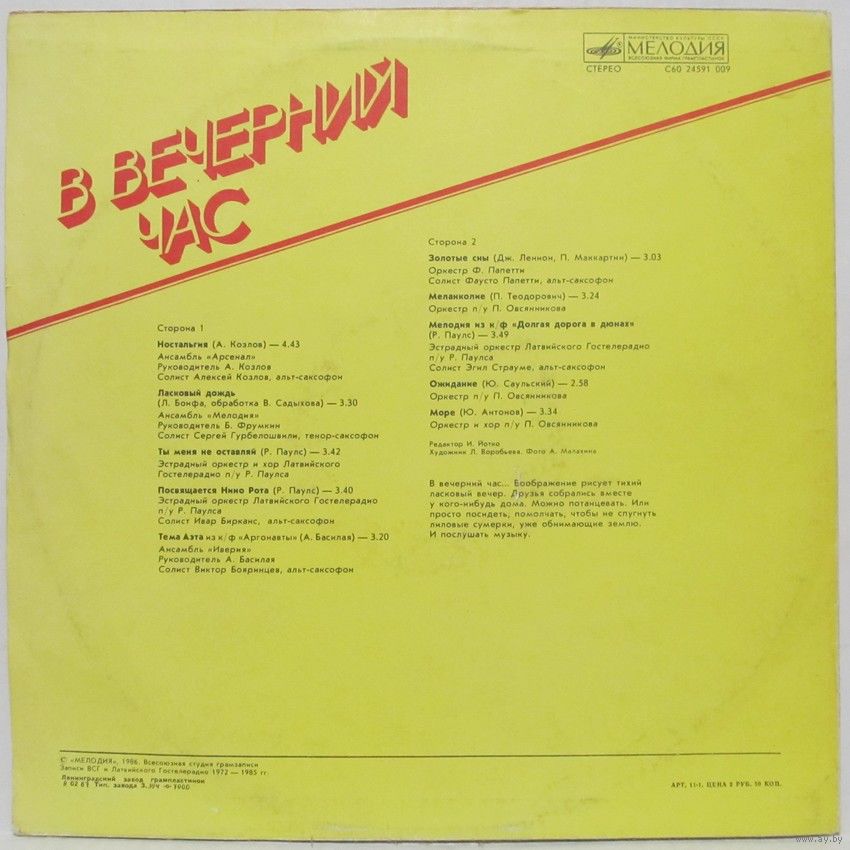 МИНИСТЕРСТВО КУЛЬТУРЫ СССР
МЕЛОДИЯ
ВСЕСОЮЗНАЯ ФИРМА ГРАМПЛАСТИНОК
СТЕРЕО С60 24591 009
В ВЕЧЕРНИЙ
ЧАС
Сторона 1
Ностальгия (А. Козлов) — 4.43
Ансамбль «Арсенал»
Руководитель А. Козлов
Солист Алексей Козлов, альт-саксофон
Ласковый дождь
(Л. Бонфа, обработка В. Садыхова) — 3.30
Ансамбль «Мелодия»
Руководитель Б. Фрумкин
Солист Сергей Гурбелошвили, тенор-саксофон
Ты меня не оставляй (Р. Паулс) — 3.42
Эстрадный оркестр и хор Латвийского
Гостелерадио п/у Р. Паулса
Посвящается Нино Рота (Р. Паулс) — 3.40
Эстрадный оркестр Латвийского Гостелерадио
п/у Р. Паулса
Солист Ивар Бирканс, альт-саксофон
Тема Аэта из к/ф «Аргонавты» (А. Басилая) — 3.20
Ансамбль «Иверия»
Руководитель А. Басилая
Солист Виктор Бояринцев, альт-саксофон
Сторона 2
Золотые сны (Дж. Леннон, П. Маккартни) — 3.03
Оркестр Ф. Папетти
Солист Фаусто Папетти, альт-саксофон
Меланколие (П. Теодорович) — 3.24
Оркестр п/у П. Овсянникова
Мелодия из к/ф «Долгая дорога в дюнах»
(Р. Паулс) — 3.49
Эстрадный оркестр Латвийского Гостелерадио
п/у Р. Паулса
Солист Эгил Страуме, альт-саксофон
Ожидание (Ю. Саульский) — 2.58
Оркестр п/у П. Овсянникова
Море (Ю. Антонов) — 3.34
Оркестр и хор п/у П. Овсянникова
Редактор И. Йотко
Художник Л. Воробьева. Фото А. Малахина
В вечерний час... Воображение рисует тихий
ласковый вечер. Друзья собрались вместе
у кого-нибудь дома. Можно потанцевать. Или
просто посидеть, помолчать, чтобы не спугнуть
лиловые сумерки, уже обнимающие землю.
И послушать музыку.
С «МЕЛОДИЯ», 1986. Всесоюзная студия грамзаписи
Записи ВСГ и Латвийского Гостелерадио 1972 — 1985 гг.
Ленинградский завод грампластинок
Тип. завода
АРТ. 11-1. ЦЕНА 2 РУБ. 50 КОП.
www.ay.by